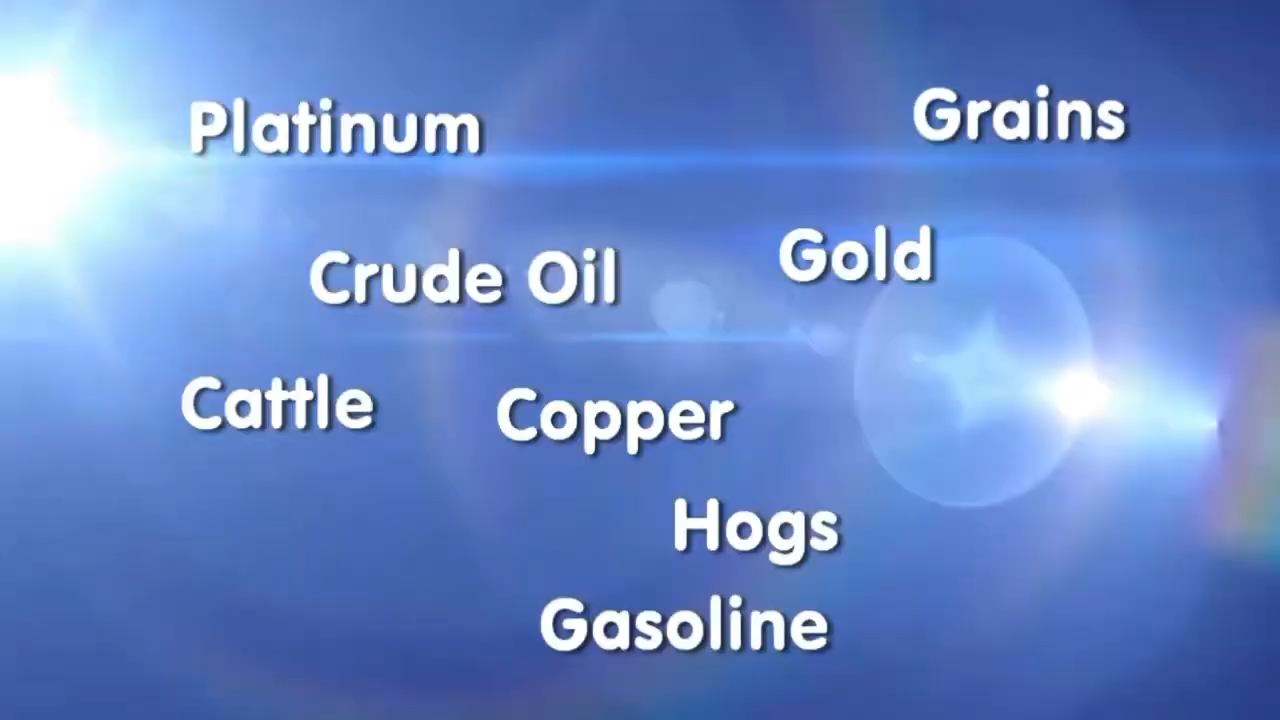 Platinum
Grains
Crude Oil
Gold
Cattle
Copper
Hogs
Gasoline